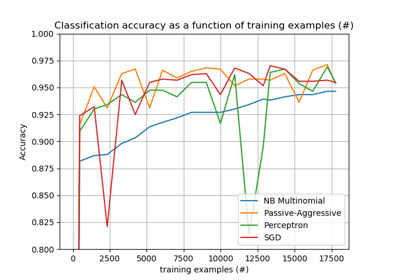 Classification accuracy as a function of training examples (#)
1.000
0.975
0.950
0.925
0.900
0.875
0.850
0.825
0.800
Accuracy
NB Multinomial
Passive-Aggressive
Perceptron
SGD
0 2500 5000 7500 10000 12500 15000 17500
training examples (#)